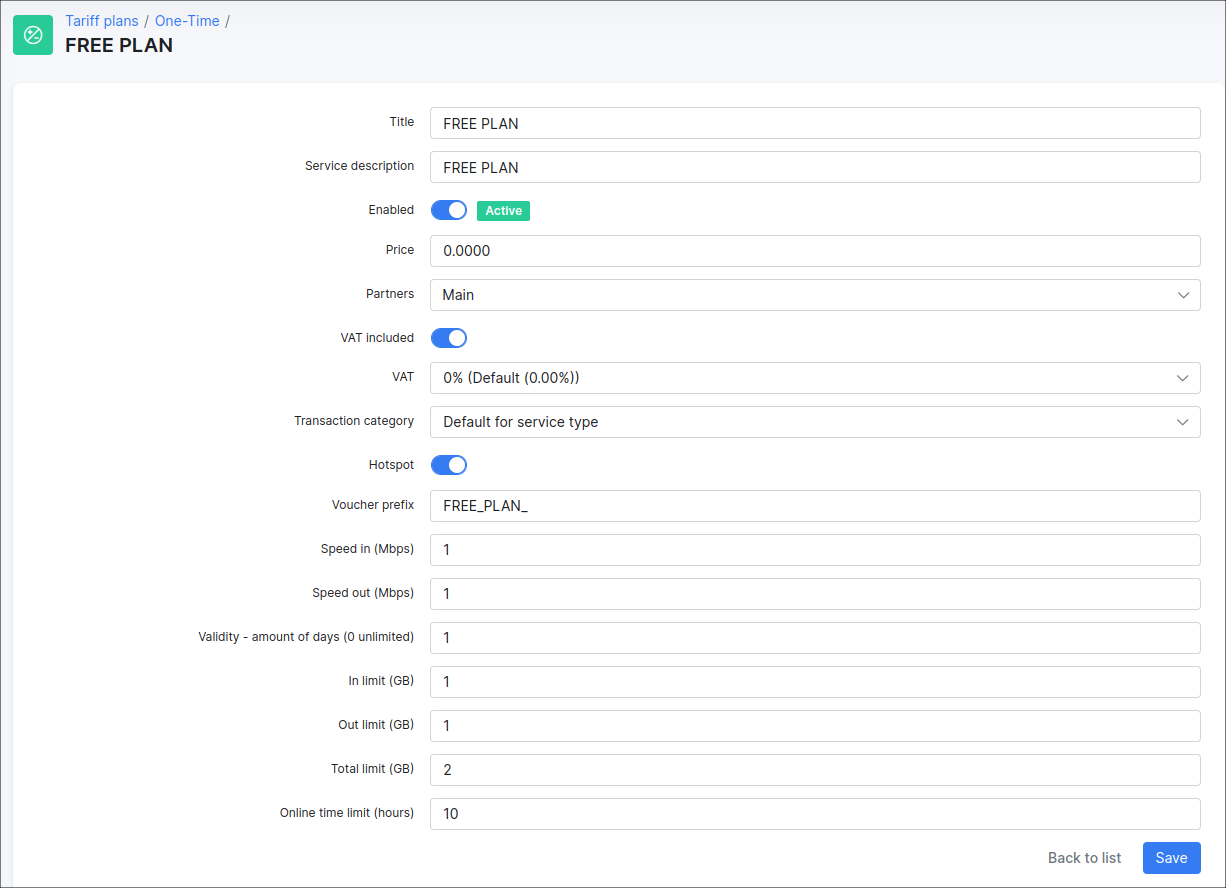 Tariff plans / One-Time /
FREE PLAN
Title FREE PLAN
Service description FREE PLAN
Enabled Active
Price 0.0000
Partners Main
VAT included
VAT 0% (Default (0.00%))
Transaction category Default for service type
Hotspot
Voucher prefix FREE_PLAN_
Speed in (Mbps) 1
Speed out (Mbps) 1
Validity - amount of days (0 unlimited) 1
In limit (GB) 1
Out limit (GB) 1
Total limit (GB) 2
Online time limit (hours) 10
Back to list Save